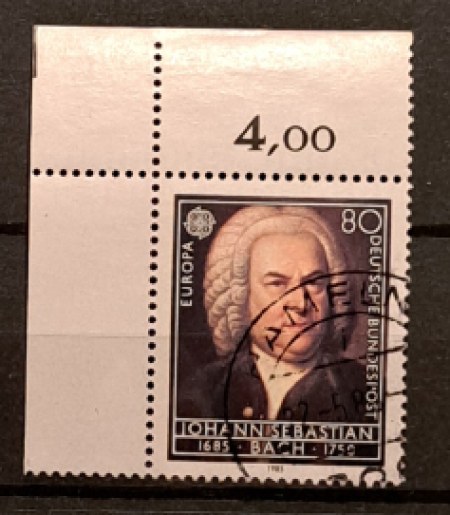 4,00
80
EUROPA
DEUTSCHE BUNDESPOST
JOHANN SEBASTIAN
1685 · BACH · 1750
1985